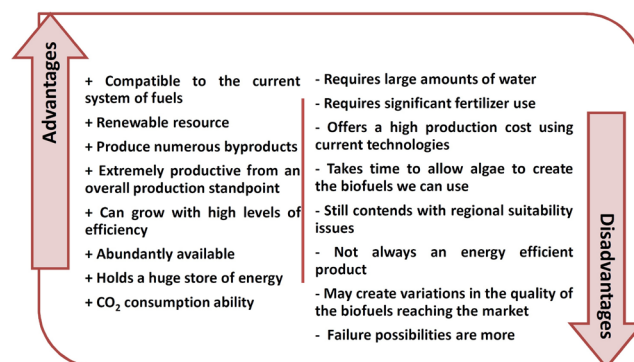 Advantages
+ Compatible to the current
system of fuels
+ Renewable resource
+ Produce numerous byproducts
+ Extremely productive from an
overall production standpoint
+ Can grow with high levels of
efficiency
+ Abundantly available
+ Holds a huge store of energy
+ CO₂ consumption ability
- Requires large amounts of water
- Requires significant fertilizer use
- Offers a high production cost using
current technologies
- Takes time to allow algae to create
the biofuels we can use
- Still contends with regional suitability
issues
- Not always an energy efficient
product
- May create variations in the quality of
the biofuels reaching the market
- Failure possibilities are more
Disadvantages